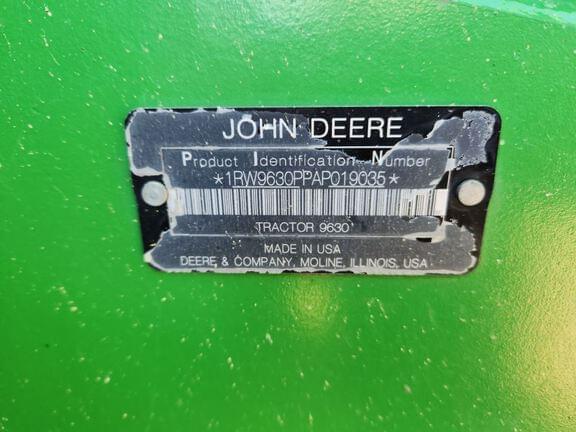 JOHN DEERE
Product Identification Number
*1RW9630PPAP019035*
TRACTOR 9630
MADE IN USA
DEERE & COMPANY, MOLINE, ILLINOIS, USA